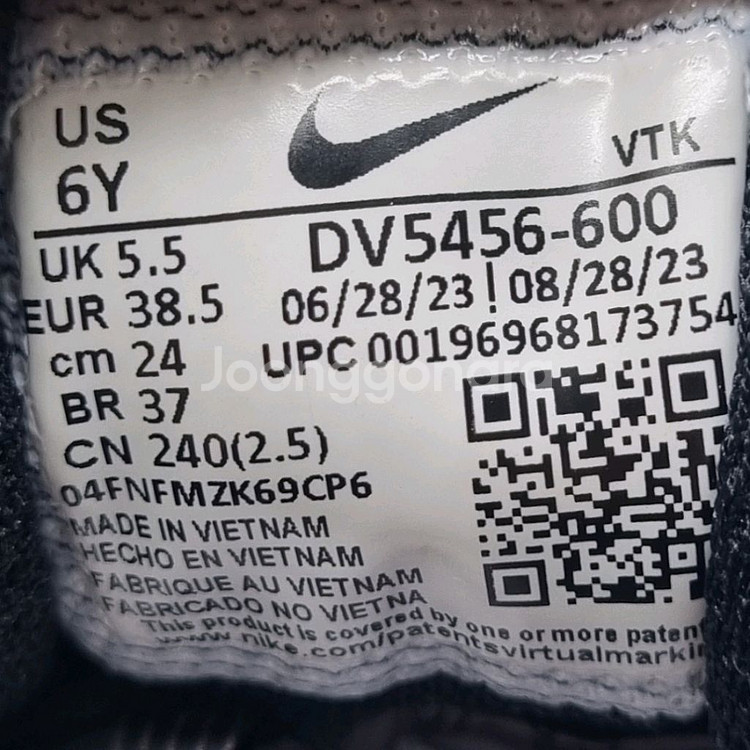 US
6Y
VTK
UK 5.5
DV5456-600
EUR 38.5
06/28/23 | 08/28/23
cm 24
UPC 00196968173754
BR 37
Joonggonara
CN 240(2.5)
04FNFMZK69CP6
MADE IN VIETNAM
HECHO EN VIETNAM
FABRIQUE AU VIETNAM
FABRICADO NO VIETNA
This product is covered by one or more paten
www.nike.com/patentsvirtualmarkin